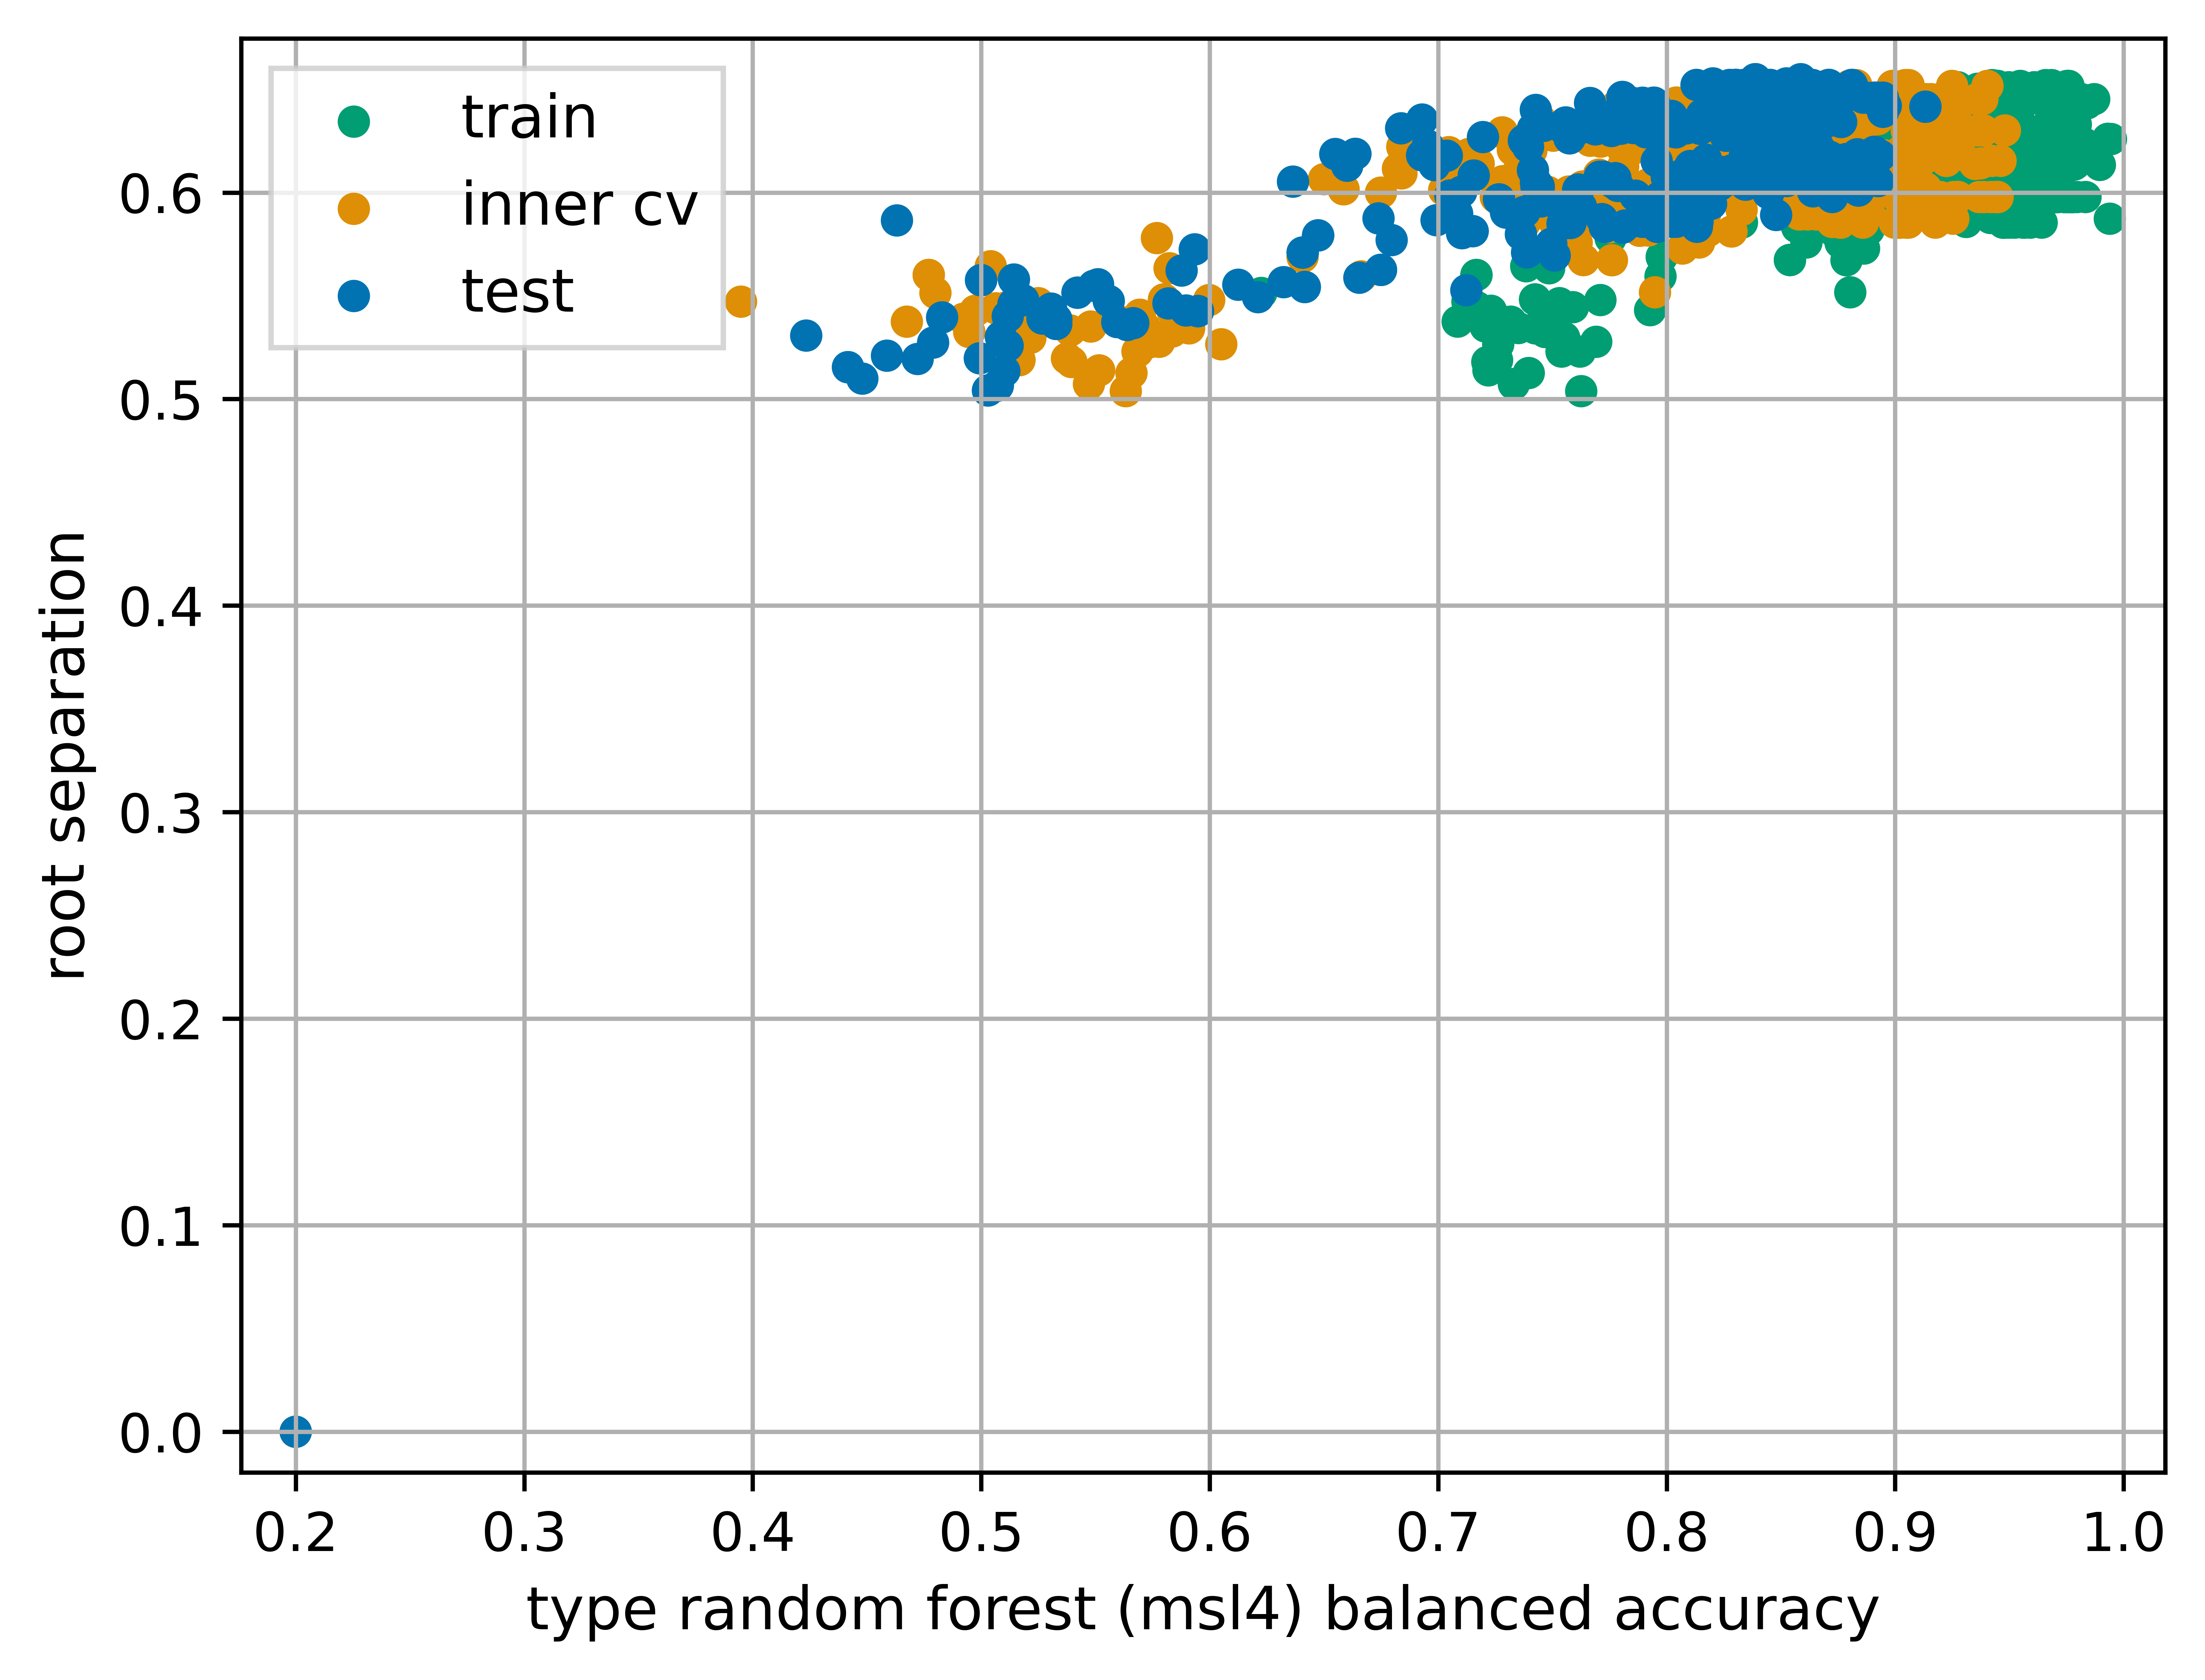 train
inner cv
test
0.6
0.5
0.4
0.3
0.2
0.1
0.0
root separation
0.2 0.3 0.4 0.5 0.6 0.7 0.8 0.9 1.0
type random forest (msl4) balanced accuracy